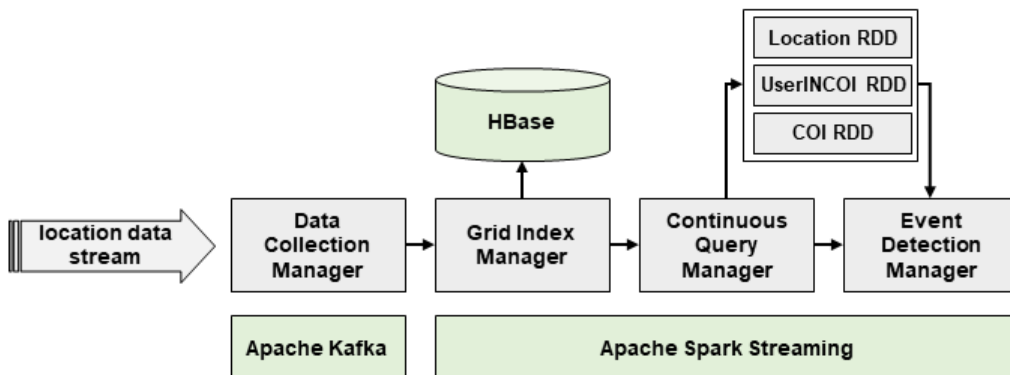 Location RDD
UserINCOI RDD
COI RDD
HBase
location data
stream
Data
Collection
Manager
Grid Index
Manager
Continuous
Query
Manager
Event
Detection
Manager
Apache Kafka
Apache Spark Streaming